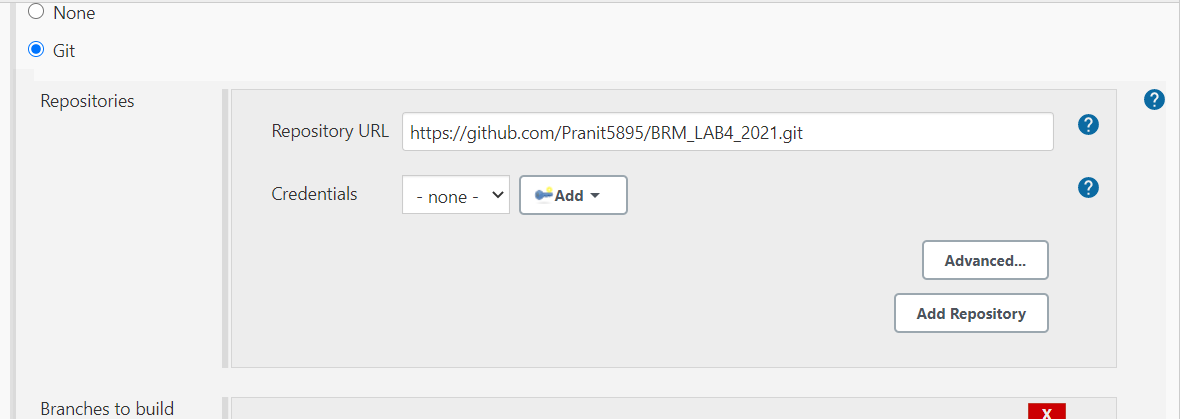 None
Git
Repositories
?
Repository URL https://github.com/Pranit5895/BRM_LAB4_2021.git ?
Credentials - none - Add ?
Advanced...
Add Repository
Branches to build X